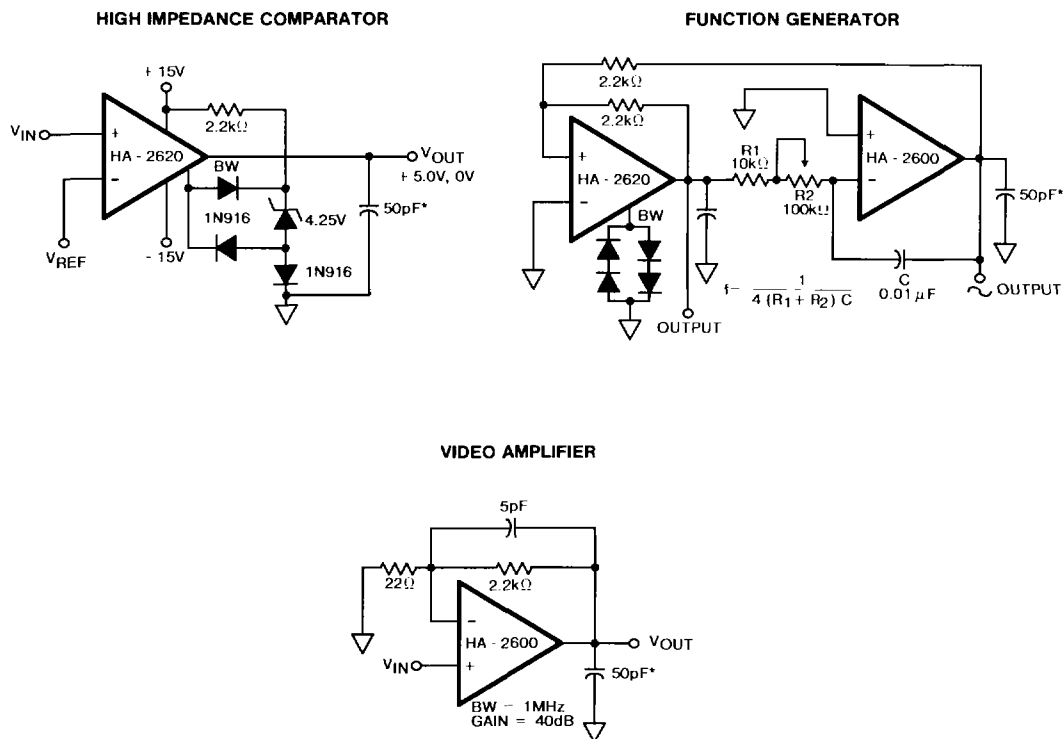 HIGH IMPEDANCE COMPARATOR
+ 15V
2.2kΩ
VIN
+
HA - 2620
−
VREF
- 15V
BW
1N916
4.25V
1N916
VOUT
+ 5.0V, 0V
50pF*
FUNCTION GENERATOR
2.2kΩ
2.2kΩ
+
HA - 2620
−
BW
OUTPUT
R1
10kΩ
R2
100kΩ
+
HA - 2600
−
50pF*
C
0.01 μF
∼ OUTPUT
f− 1
4 (R1 + R2) C
VIDEO AMPLIFIER
5pF
22Ω
2.2kΩ
−
HA - 2600
VIN
+
VOUT
50pF*
BW − 1MHz
GAIN = 40dB